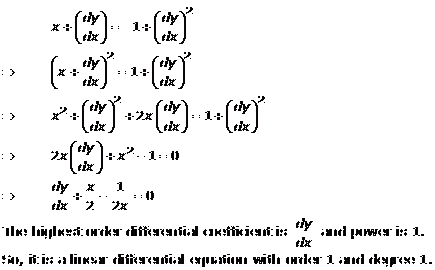 x + (dy/dx) = √(1 + (dy/dx)²)
=> (x + dy/dx)² = 1 + (dy/dx)²
=> x² + (dy/dx)² + 2x(dy/dx) = 1 + (dy/dx)²
=> 2x(dy/dx) + x² - 1 = 0
=> dy/dx + x/2 - 1/2x = 0
The highest order differential coefficient is dy/dx and power is 1.
So, it is a linear differential equation with order 1 and degree 1.